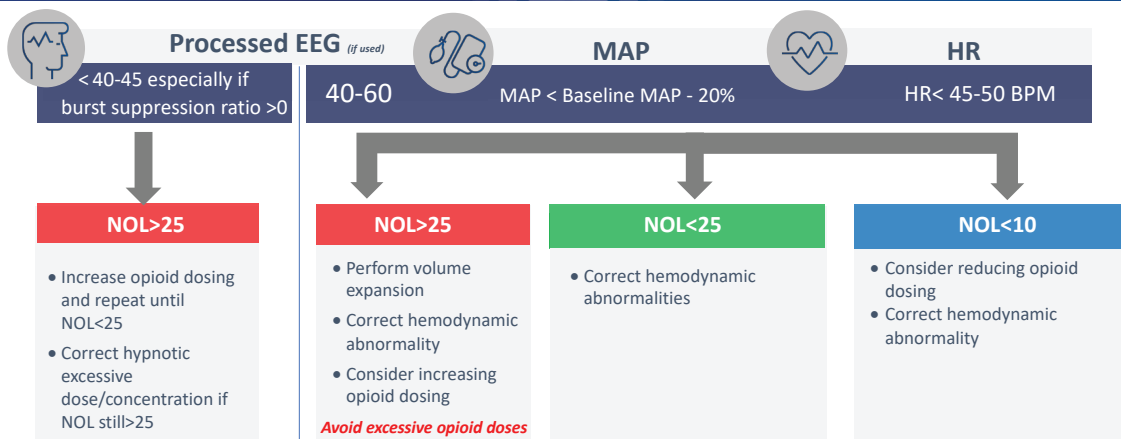 Processed EEG (if used)
MAP
HR
< 40-45 especially if
burst suppression ratio >0
40-60
MAP < Baseline MAP - 20%
HR< 45-50 BPM
NOL>25
• Increase opioid dosing
and repeat until
NOL<25
• Correct hypnotic
excessive
dose/concentration if
NOL still>25
NOL>25
• Perform volume
expansion
• Correct hemodynamic
abnormality
• Consider increasing
opioid dosing
Avoid excessive opioid doses
NOL<25
• Correct hemodynamic
abnormalities
NOL<10
• Consider reducing opioid
dosing
• Correct hemodynamic
abnormality